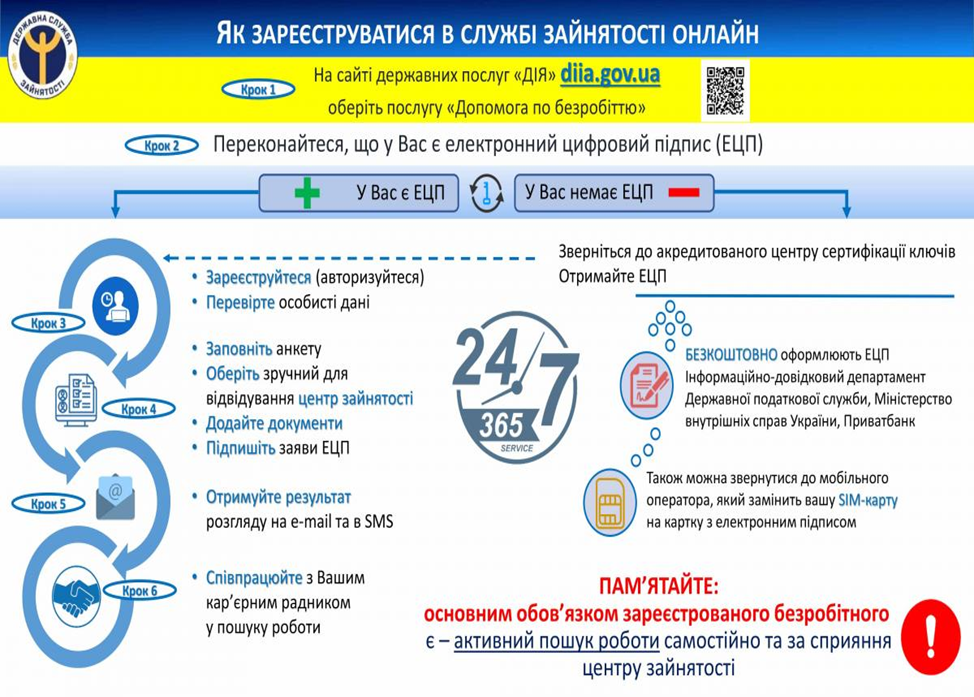 ДЕРЖАВНА СЛУЖБА
ЗАЙНЯТОСТІ
ЯК ЗАРЕЄСТРУВАТИСЯ В СЛУЖБІ ЗАЙНЯТОСТІ ОНЛАЙН
Крок 1
На сайті державних послуг «ДІЯ» diia.gov.ua
оберіть послугу «Допомога по безробіттю»
Крок 2
Переконайтеся, що у Вас є електронний цифровий підпис (ЕЦП)
У Вас є ЕЦП
У Вас немає ЕЦП
Зверніться до акредитованого центру сертифікації ключів
Отримайте ЕЦП
Крок 3
• Зареєструйтеся (авторизуйтеся)
• Перевірте особисті дані
Крок 4
• Заповніть анкету
• Оберіть зручний для
відвідування центр зайнятості
• Додайте документи
• Підпишіть заяви ЕЦП
Крок 5
• Отримуйте результат
розгляду на e-mail та в SMS
Крок 6
• Співпрацюйте з Вашим
кар’єрним радником
у пошуку роботи
24
7
365
SERVICE
БЕЗКОШТОВНО оформлюють ЕЦП
Інформаційно-довідковий департамент
Державної податкової служби, Міністерство
внутрішніх справ України, Приватбанк
Також можна звернутися до мобільного
оператора, який замінить вашу SIM-карту
на картку з електронним підписом
ПАМ’ЯТАЙТЕ:
основним обов’язком зареєстрованого безробітного
є – активний пошук роботи самостійно та за сприяння
центру зайнятості